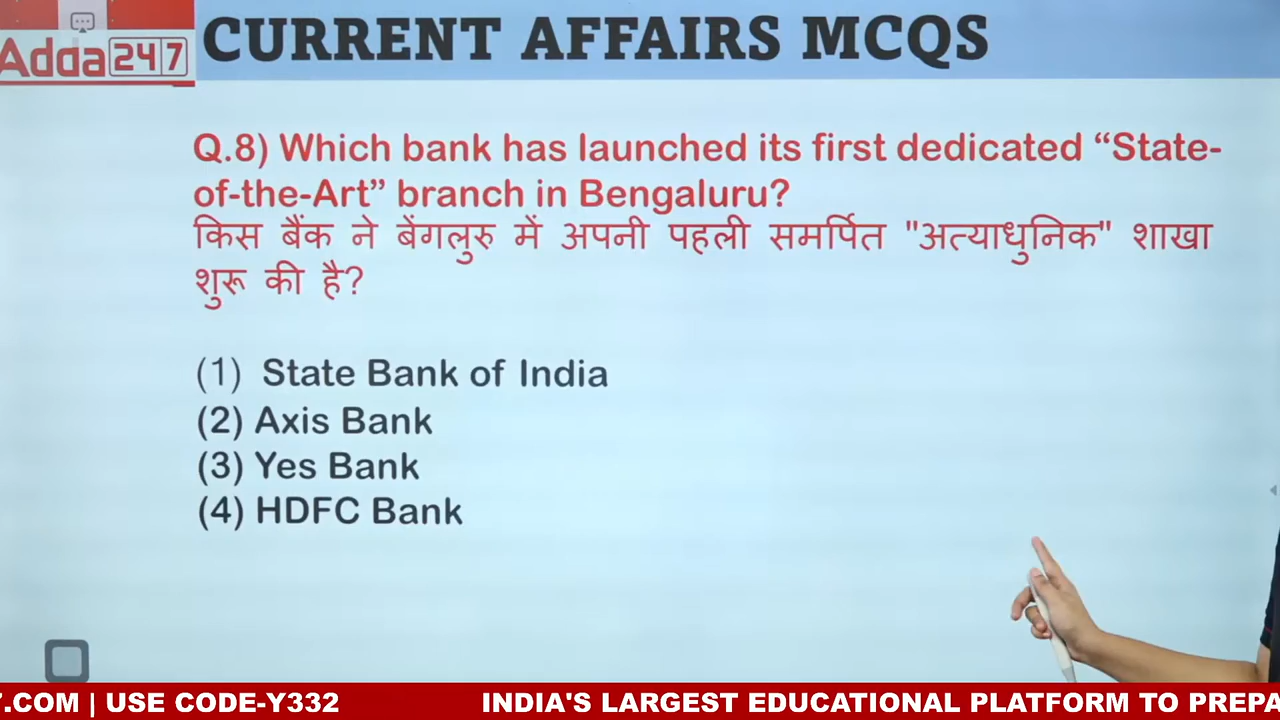 Adda247
CURRENT AFFAIRS MCQS
Q.8) Which bank has launched its first dedicated “State-
of-the-Art” branch in Bengaluru?
किस बैंक ने बेंगलुरु में अपनी पहली समर्पित "अत्याधुनिक" शाखा
शुरू की है?
(1) State Bank of India
(2) Axis Bank
(3) Yes Bank
(4) HDFC Bank
7.COM | USE CODE-Y332 INDIA'S LARGEST EDUCATIONAL PLATFORM TO PREPA